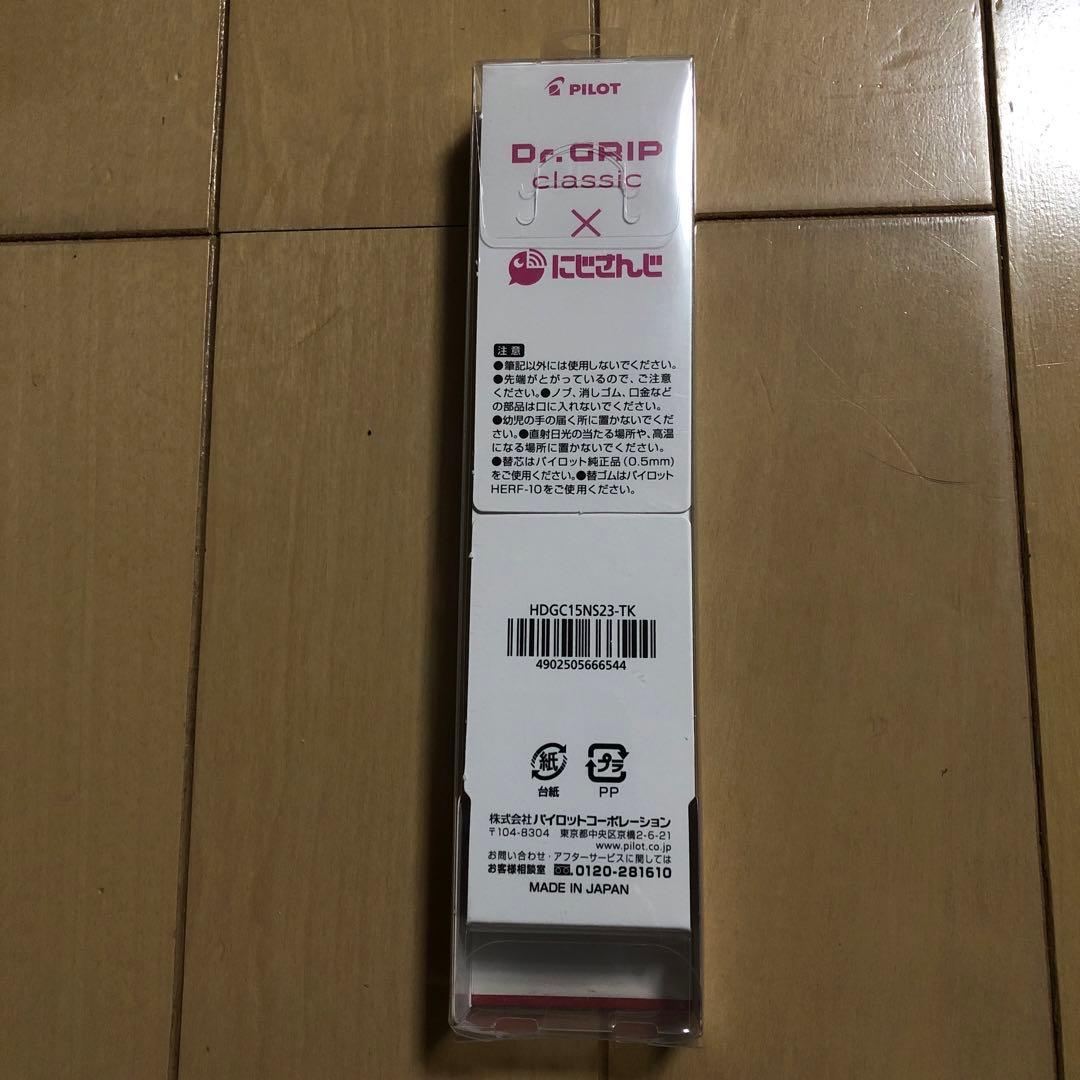 PILOT
Dr.GRIP
classic
×
にじさんじ
注意
●筆記以外には使用しないでください。
●先端がとがっているので、ご注意
ください。●ノブ、消しゴム、口金など
の部品は口に入れないでください。
●幼児の手の届く所に置かないでくだ
さい。●直射日光の当たる場所や、高温
になる場所に置かないでください。
●替芯はパイロット純正品(0.5mm)
をご使用ください。●替ゴムはパイロット
HERF-10をご使用ください。
HDGC15NS23-TK
4902505666544
紙 プラ
台紙 PP
株式会社パイロットコーポレーション
〒104-8304 東京都中央区京橋2-6-21
www.pilot.co.jp
お問い合わせ・アフターサービスに関しては
お客様相談室 0120-281610
MADE IN JAPAN